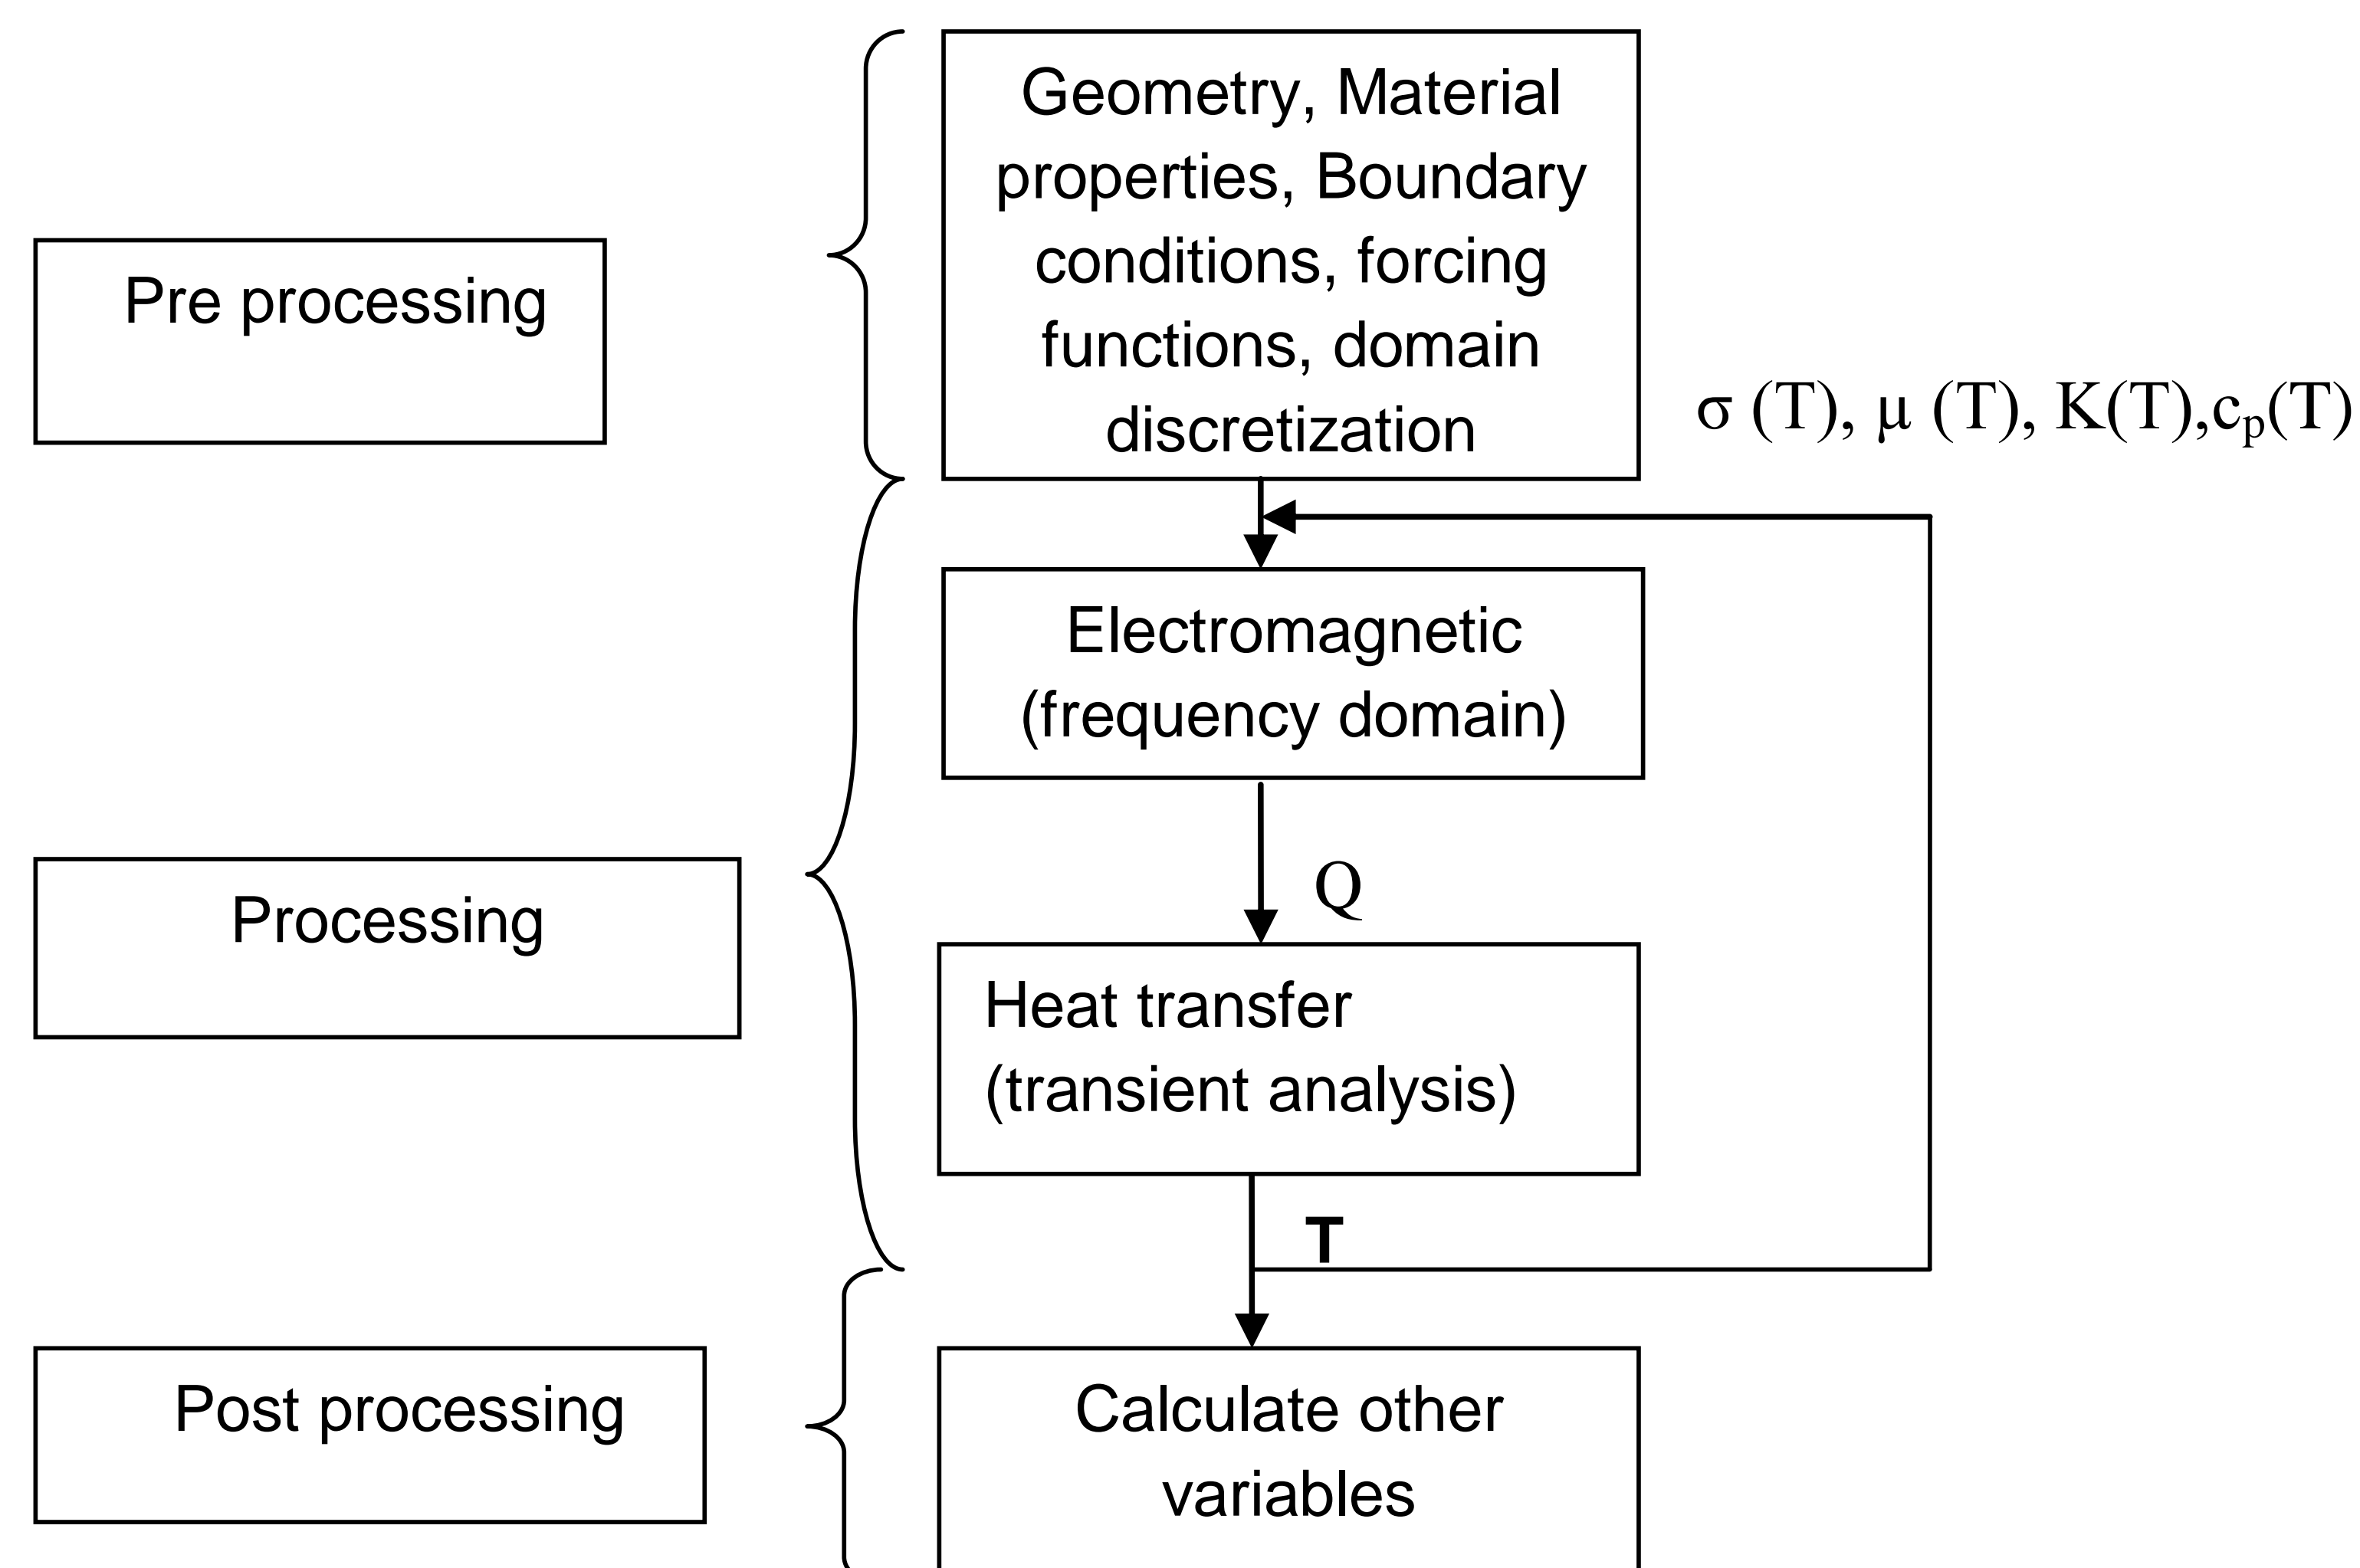 Geometry, Material
properties, Boundary
conditions, forcing
functions, domain
discretization
Pre processing
σ (T), μ (T), K(T),cp(T)
Electromagnetic
(frequency domain)
Q
Processing
Heat transfer
(transient analysis)
T
Post processing
Calculate other
variables